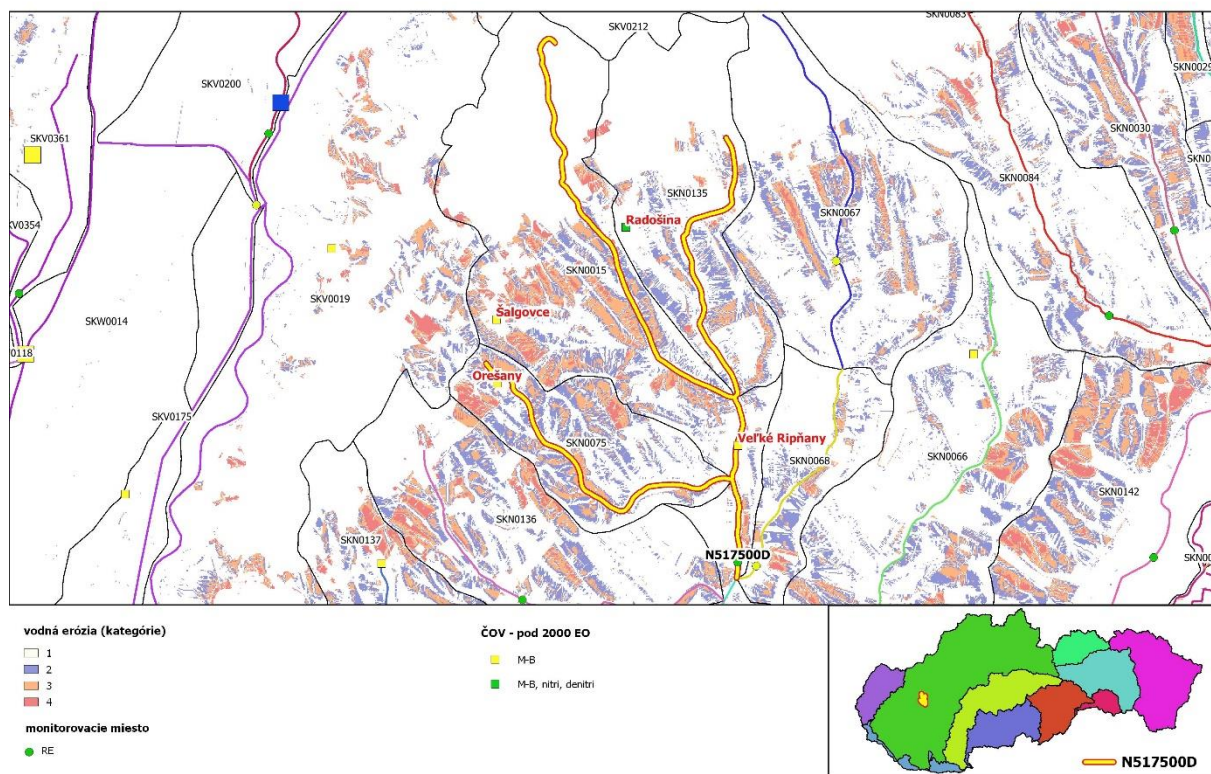 SKV0212
SKN0083
SKN0029
SKV0200
SKV0361
SKN0030
SKN0084
SKN0135
SKN0067
Radošina
KV0354
SKN0015
SKV0019
SKW0014
Šalgovce
0118
Orešany
SKV0175
Veľké Ripňany
SKN0075
SKN0068
SKN0066
SKN0142
SKN0136
SKN0137
N517500D
vodná erózia (kategórie)
1
2
3
4
monitorovacie miesto
RE
ČOV - pod 2000 EO
M-B
M-B, nitri, denitri
N517500D